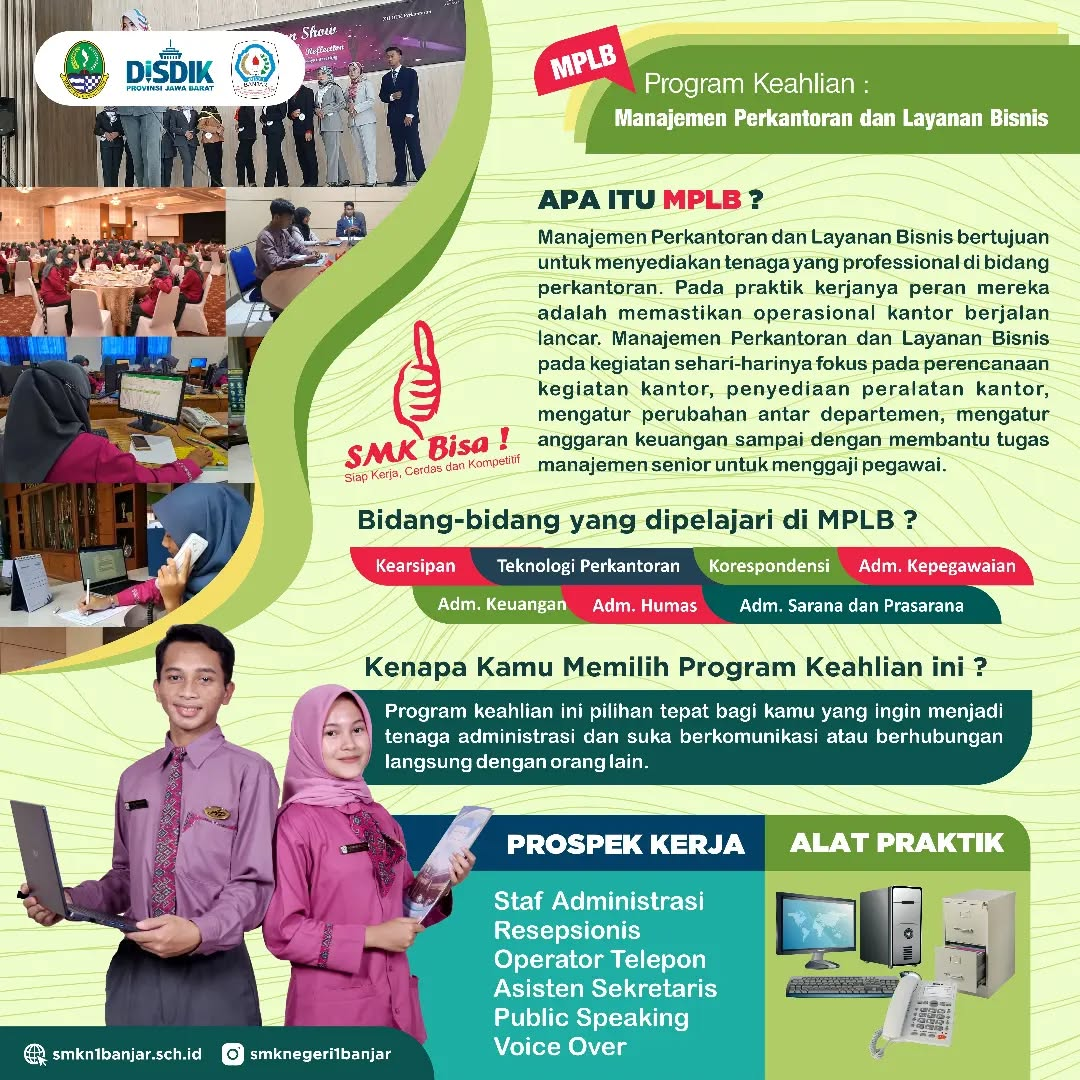 DISDIK
PROVINSI JAWA BARAT
BANJAR
Show
Reflection
MPLB
Program Keahlian :
Manajemen Perkantoran dan Layanan Bisnis
APA ITU MPLB ?
Manajemen Perkantoran dan Layanan Bisnis bertujuan
untuk menyediakan tenaga yang professional di bidang
perkantoran. Pada praktik kerjanya peran mereka
adalah memastikan operasional kantor berjalan
lancar. Manajemen Perkantoran dan Layanan Bisnis
pada kegiatan sehari-harinya fokus pada perencanaan
kegiatan kantor, penyediaan peralatan kantor,
mengatur perubahan antar departemen, mengatur
anggaran keuangan sampai dengan membantu tugas
manajemen senior untuk menggaji pegawai.
SMK Bisa !
Siap Kerja, Cerdas dan Kompetitif
Bidang-bidang yang dipelajari di MPLB ?
Kearsipan Teknologi Perkantoran Korespondensi Adm. Kepegawaian
Adm. Keuangan Adm. Humas Adm. Sarana dan Prasarana
Kenapa Kamu Memilih Program Keahlian ini ?
Program keahlian ini pilihan tepat bagi kamu yang ingin menjadi
tenaga administrasi dan suka berkomunikasi atau berhubungan
langsung dengan orang lain.
PROSPEK KERJA
Staf Administrasi
Resepsionis
Operator Telepon
Asisten Sekretaris
Public Speaking
Voice Over
ALAT PRAKTIK
smkn1banjar.sch.id smknegeri1banjar